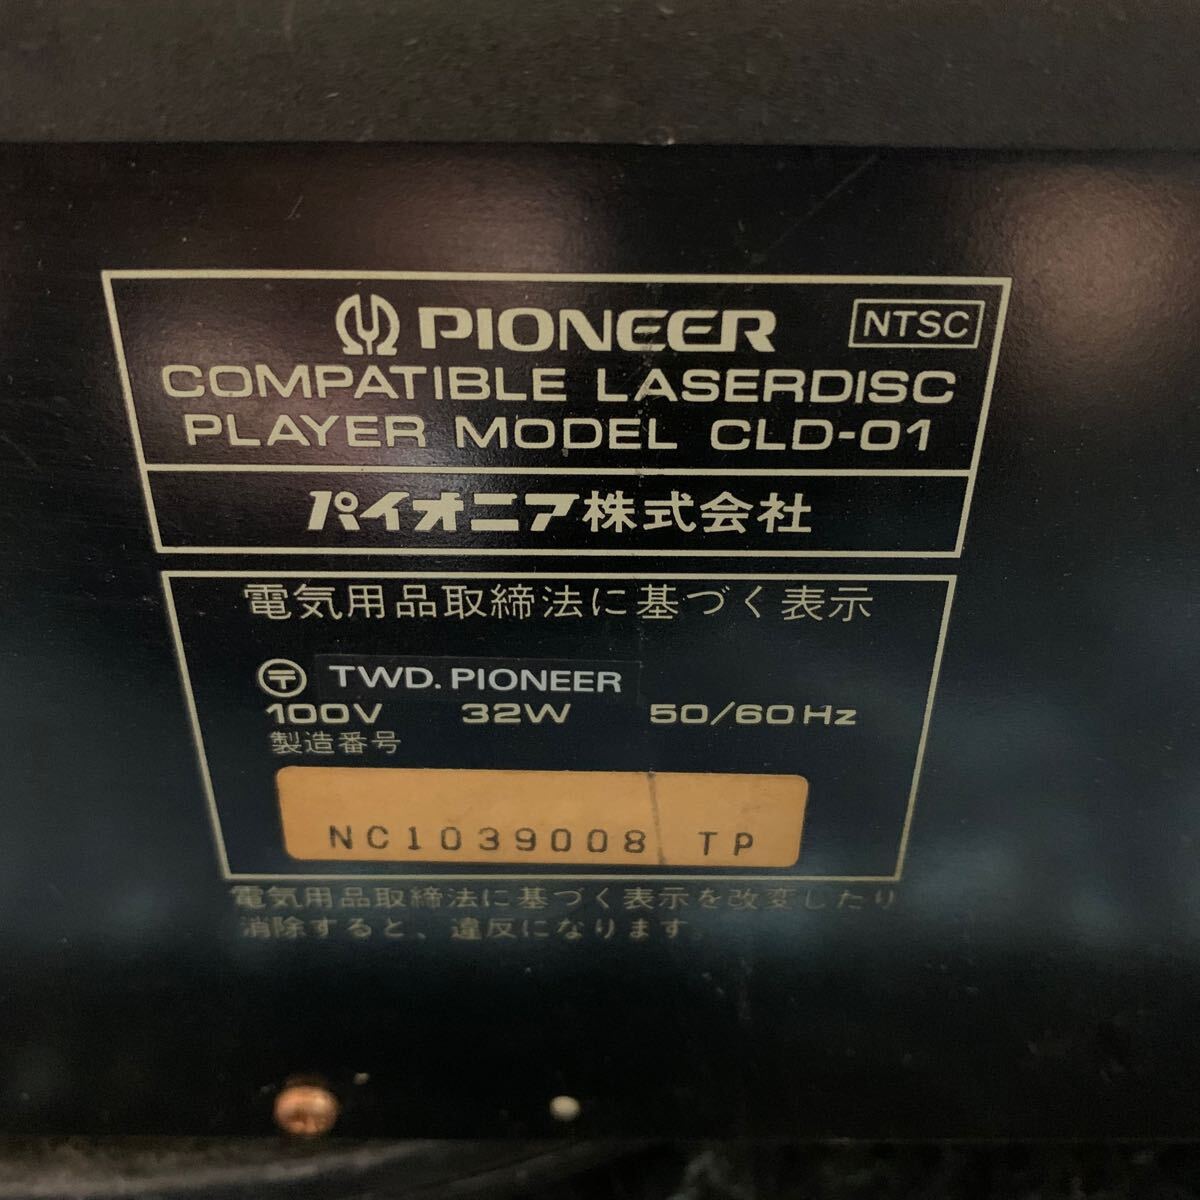 PIONEER NTSC
COMPATIBLE LASERDISC
PLAYER MODEL CLD-01
パイオニア株式会社
電気用品取締法に基づく表示
〶 TWD. PIONEER
100V 32W 50/60Hz
製造番号
NC1039008 TP
電気用品取締法に基づく表示を改変したり
消除すると、違反になります。